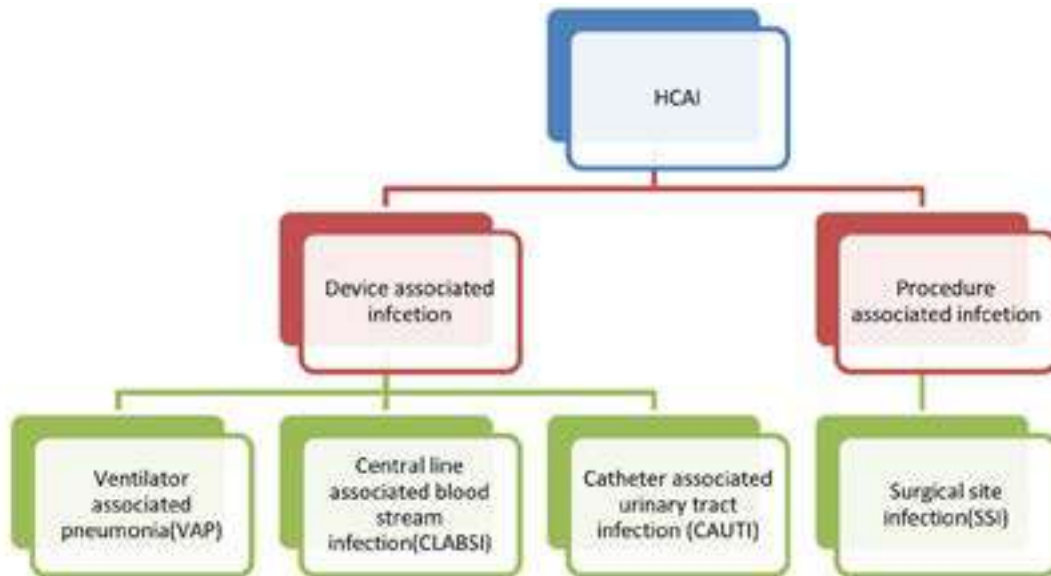 HCAI
Device associated
infcetion
Procedure
associated infcetion
Ventilator
associated
pneumonia(VAP)
Central line
associated blood
stream
infection(CLABSI)
Catheter associated
urinary tract
infection (CAUTI)
Surgical site
infection(SSI)